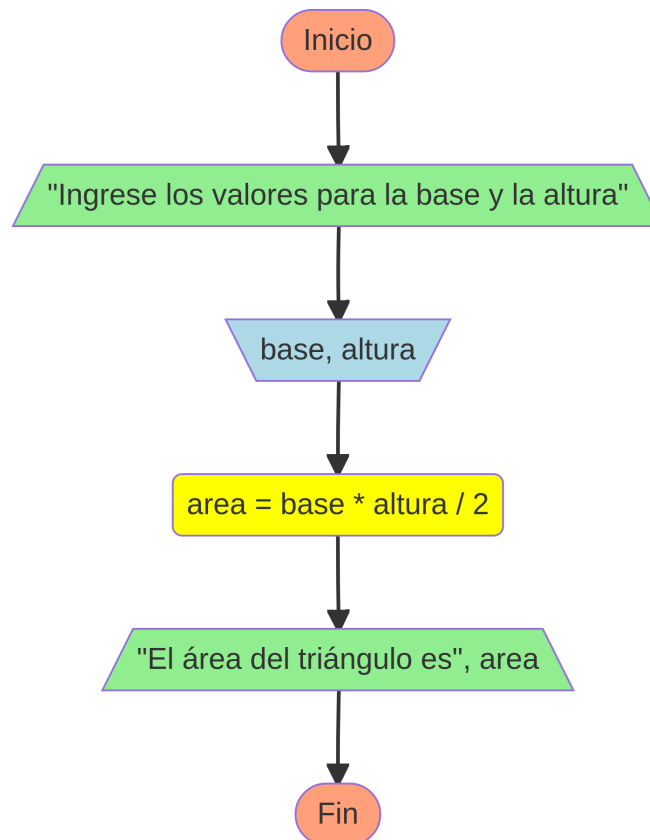 Inicio
"Ingrese los valores para la base y la altura"
base, altura
area = base * altura / 2
"El área del triángulo es", area
Fin